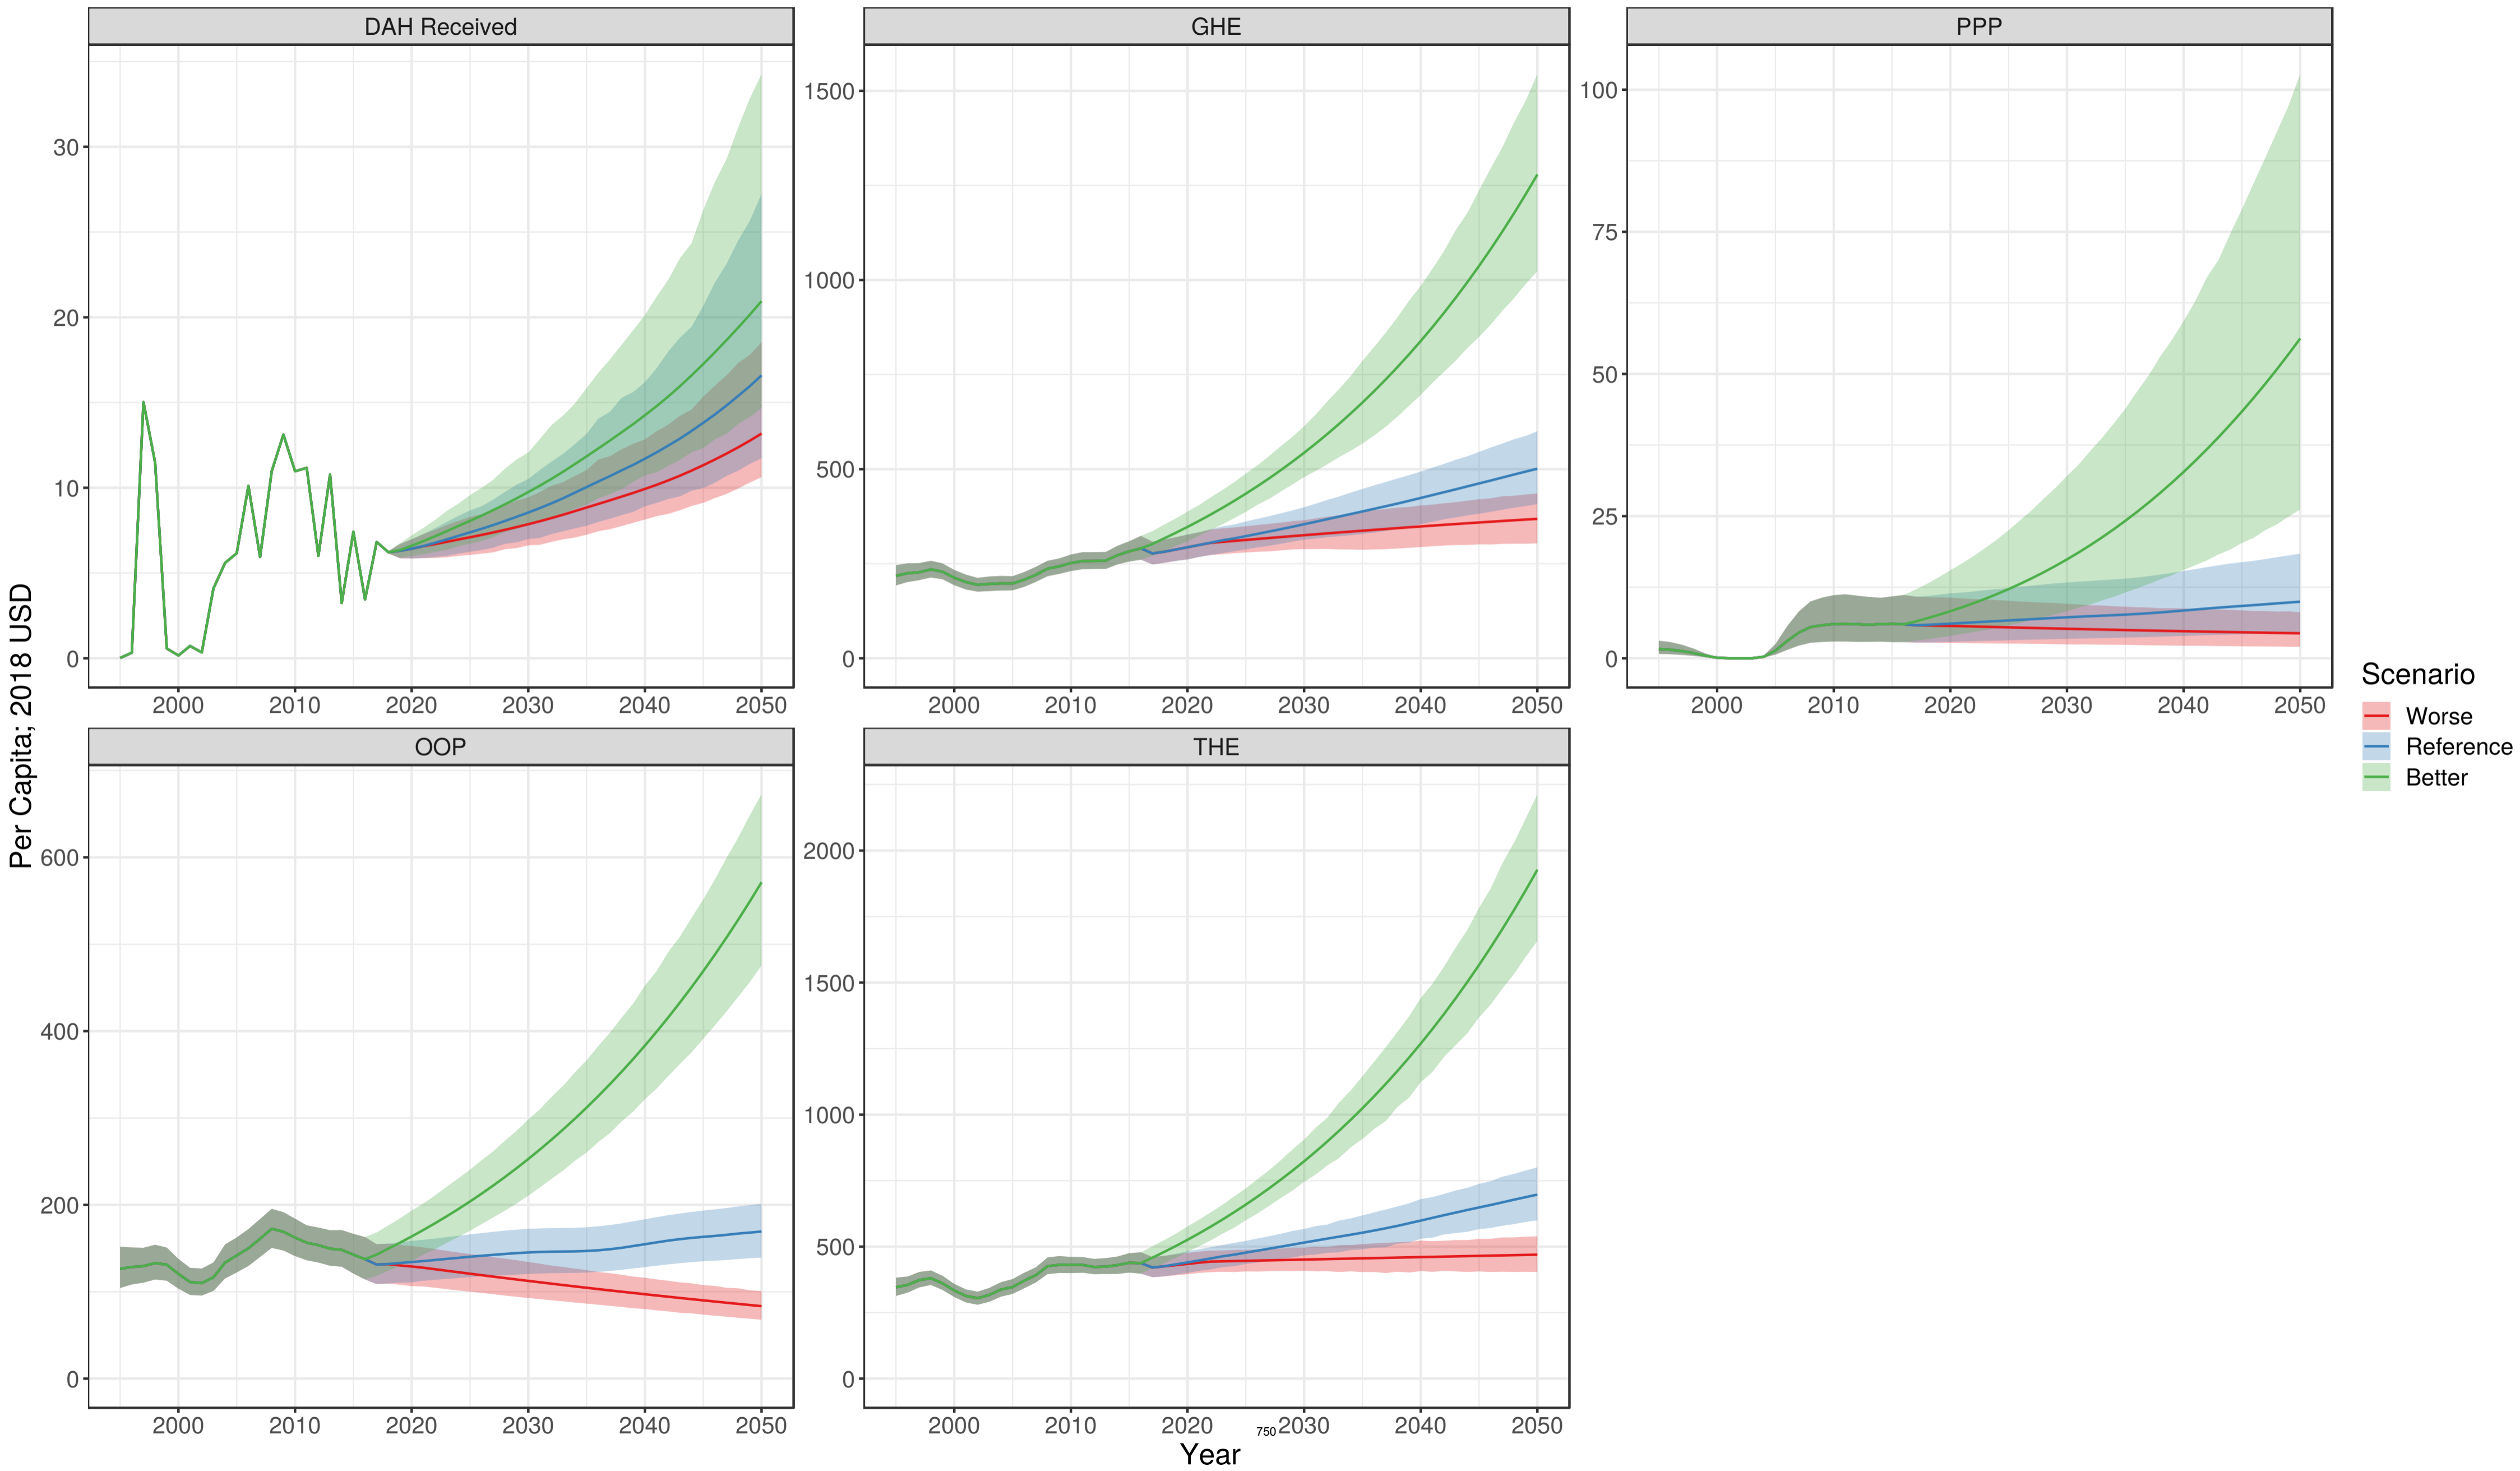 DAH Received
GHE
PPP
30
20
10
0
1500
1000
500
0
100
75
50
25
0
2000 2010 2020 2030 2040 2050
2000 2010 2020 2030 2040 2050
2000 2010 2020 2030 2040 2050
Per Capita; 2018 USD
OOP
THE
600
400
200
0
2000
1500
1000
500
0
2000 2010 2020 2030 2040 2050
2000 2010 2020 2030 2040 2050
750
Year
Scenario
Worse
Reference
Better